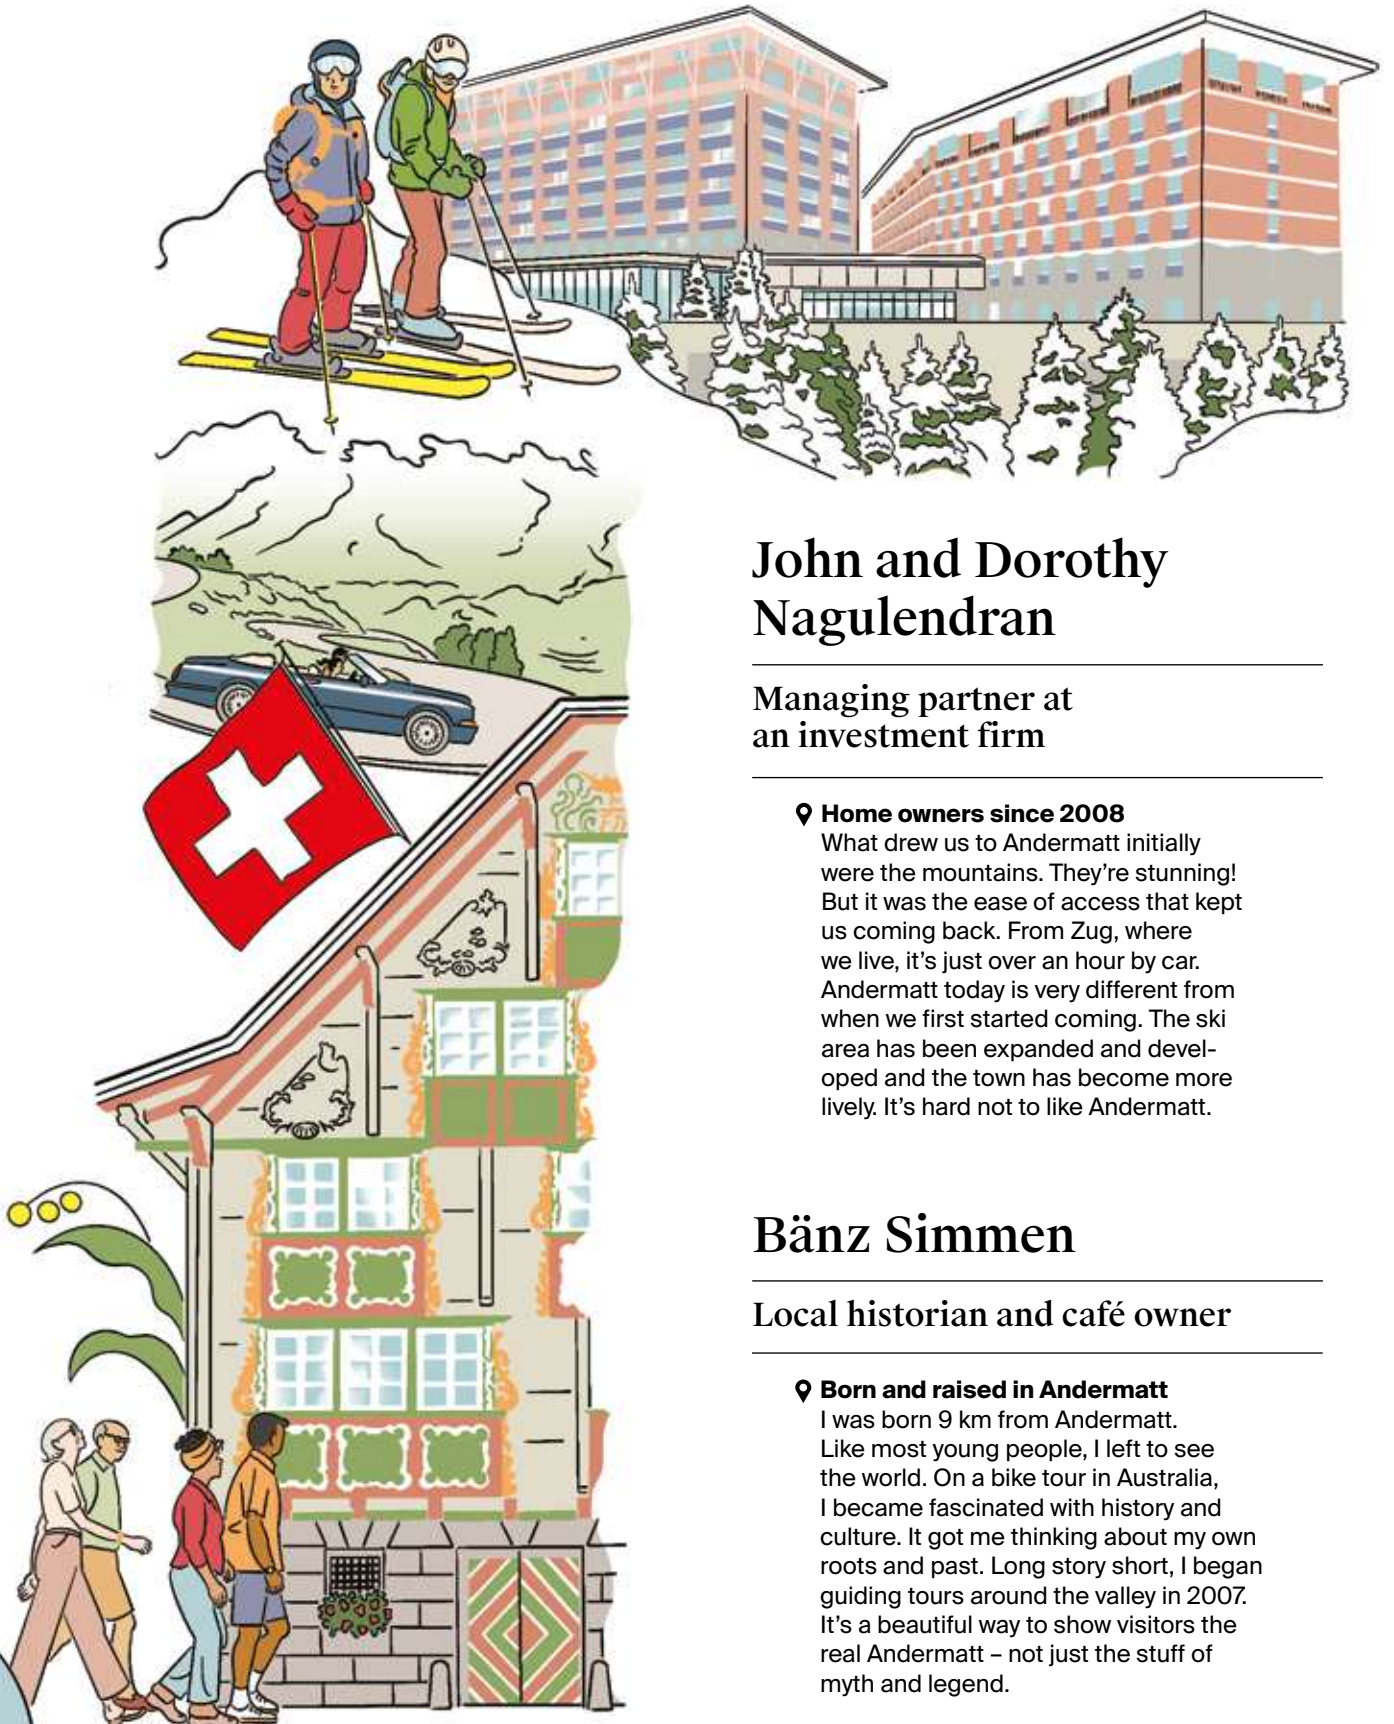 John and Dorothy
Nagulendran
Managing partner at
an investment firm
Home owners since 2008
What drew us to Andermatt initially
were the mountains. They're stunning!
But it was the ease of access that kept
us coming back. From Zug, where
we live, it's just over an hour by car.
Andermatt today is very different from
when we first started coming. The ski
area has been expanded and devel-
oped and the town has become more
lively. It's hard not to like Andermatt.
Bänz Simmen
Local historian and café owner
Born and raised in Andermatt
I was born 9 km from Andermatt.
Like most young people, I left to see
the world. On a bike tour in Australia,
I became fascinated with history and
culture. It got me thinking about my own
roots and past. Long story short, I began
guiding tours around the valley in 2007.
It's a beautiful way to show visitors the
real Andermatt – not just the stuff of
myth and legend.